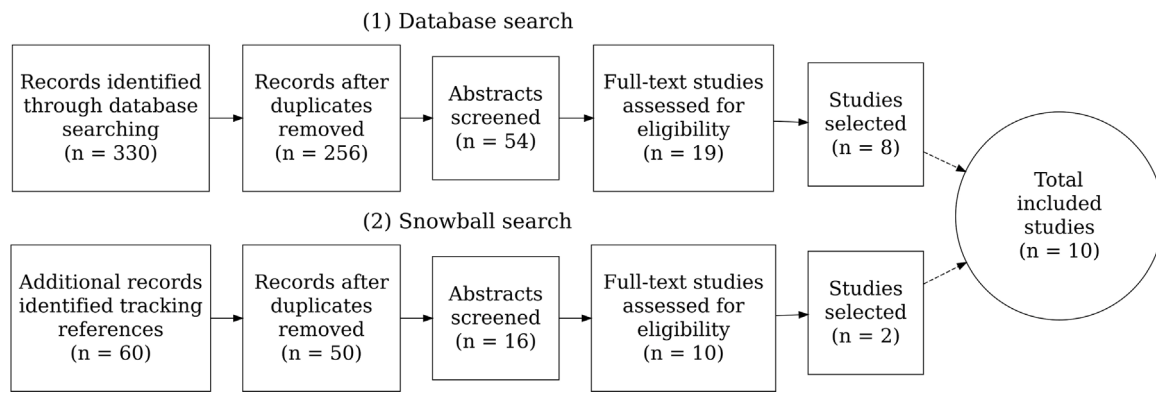 (1) Database search
Records identified
through database
searching
(n = 330)
Records after
duplicates
removed
(n = 256)
Abstracts
screened
(n = 54)
Full-text studies
assessed for
eligibility
(n = 19)
Studies
selected
(n = 8)
Total
included
studies
(n = 10)
(2) Snowball search
Additional records
identified tracking
references
(n = 60)
Records after
duplicates
removed
(n = 50)
Abstracts
screened
(n = 16)
Full-text studies
assessed for
eligibility
(n = 10)
Studies
selected
(n = 2)